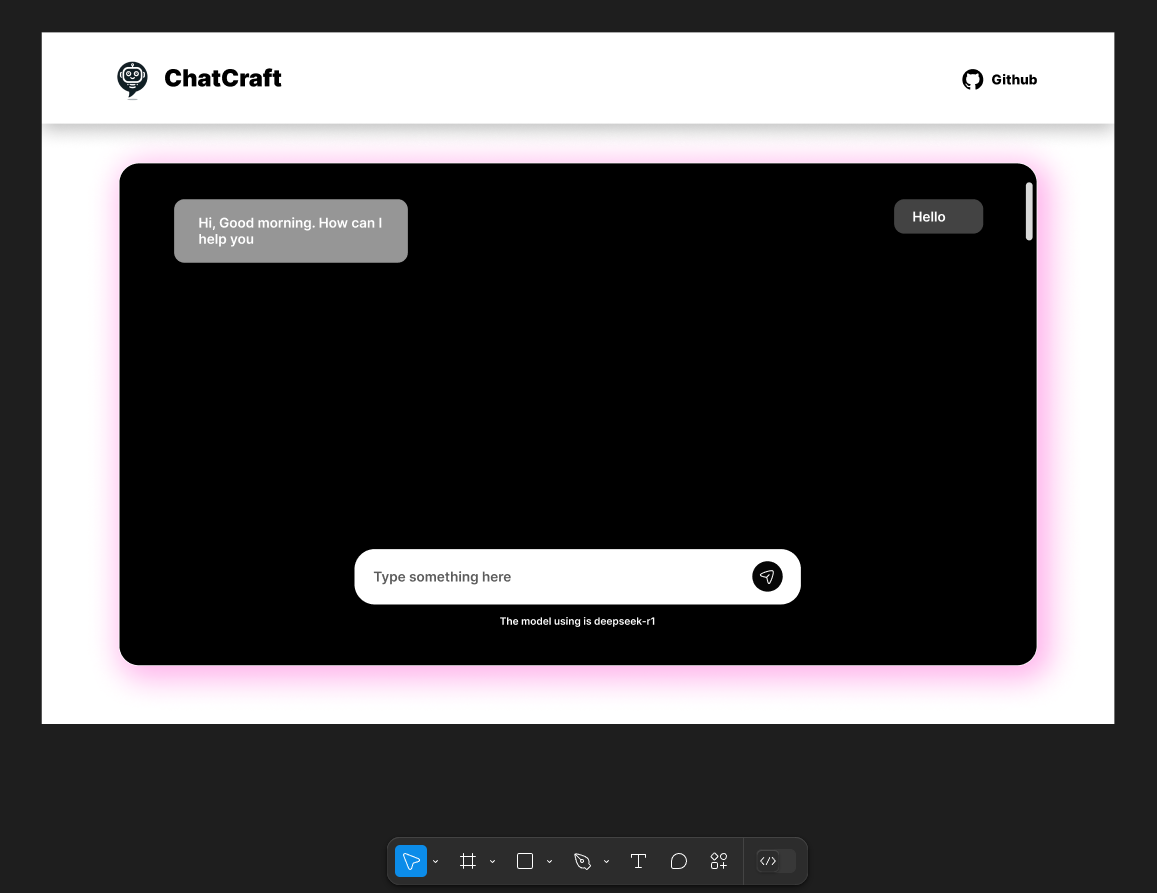 ChatCraft
Github
Hi, Good morning. How can I
help you
Hello
Type something here
The model using is deepseek-r1